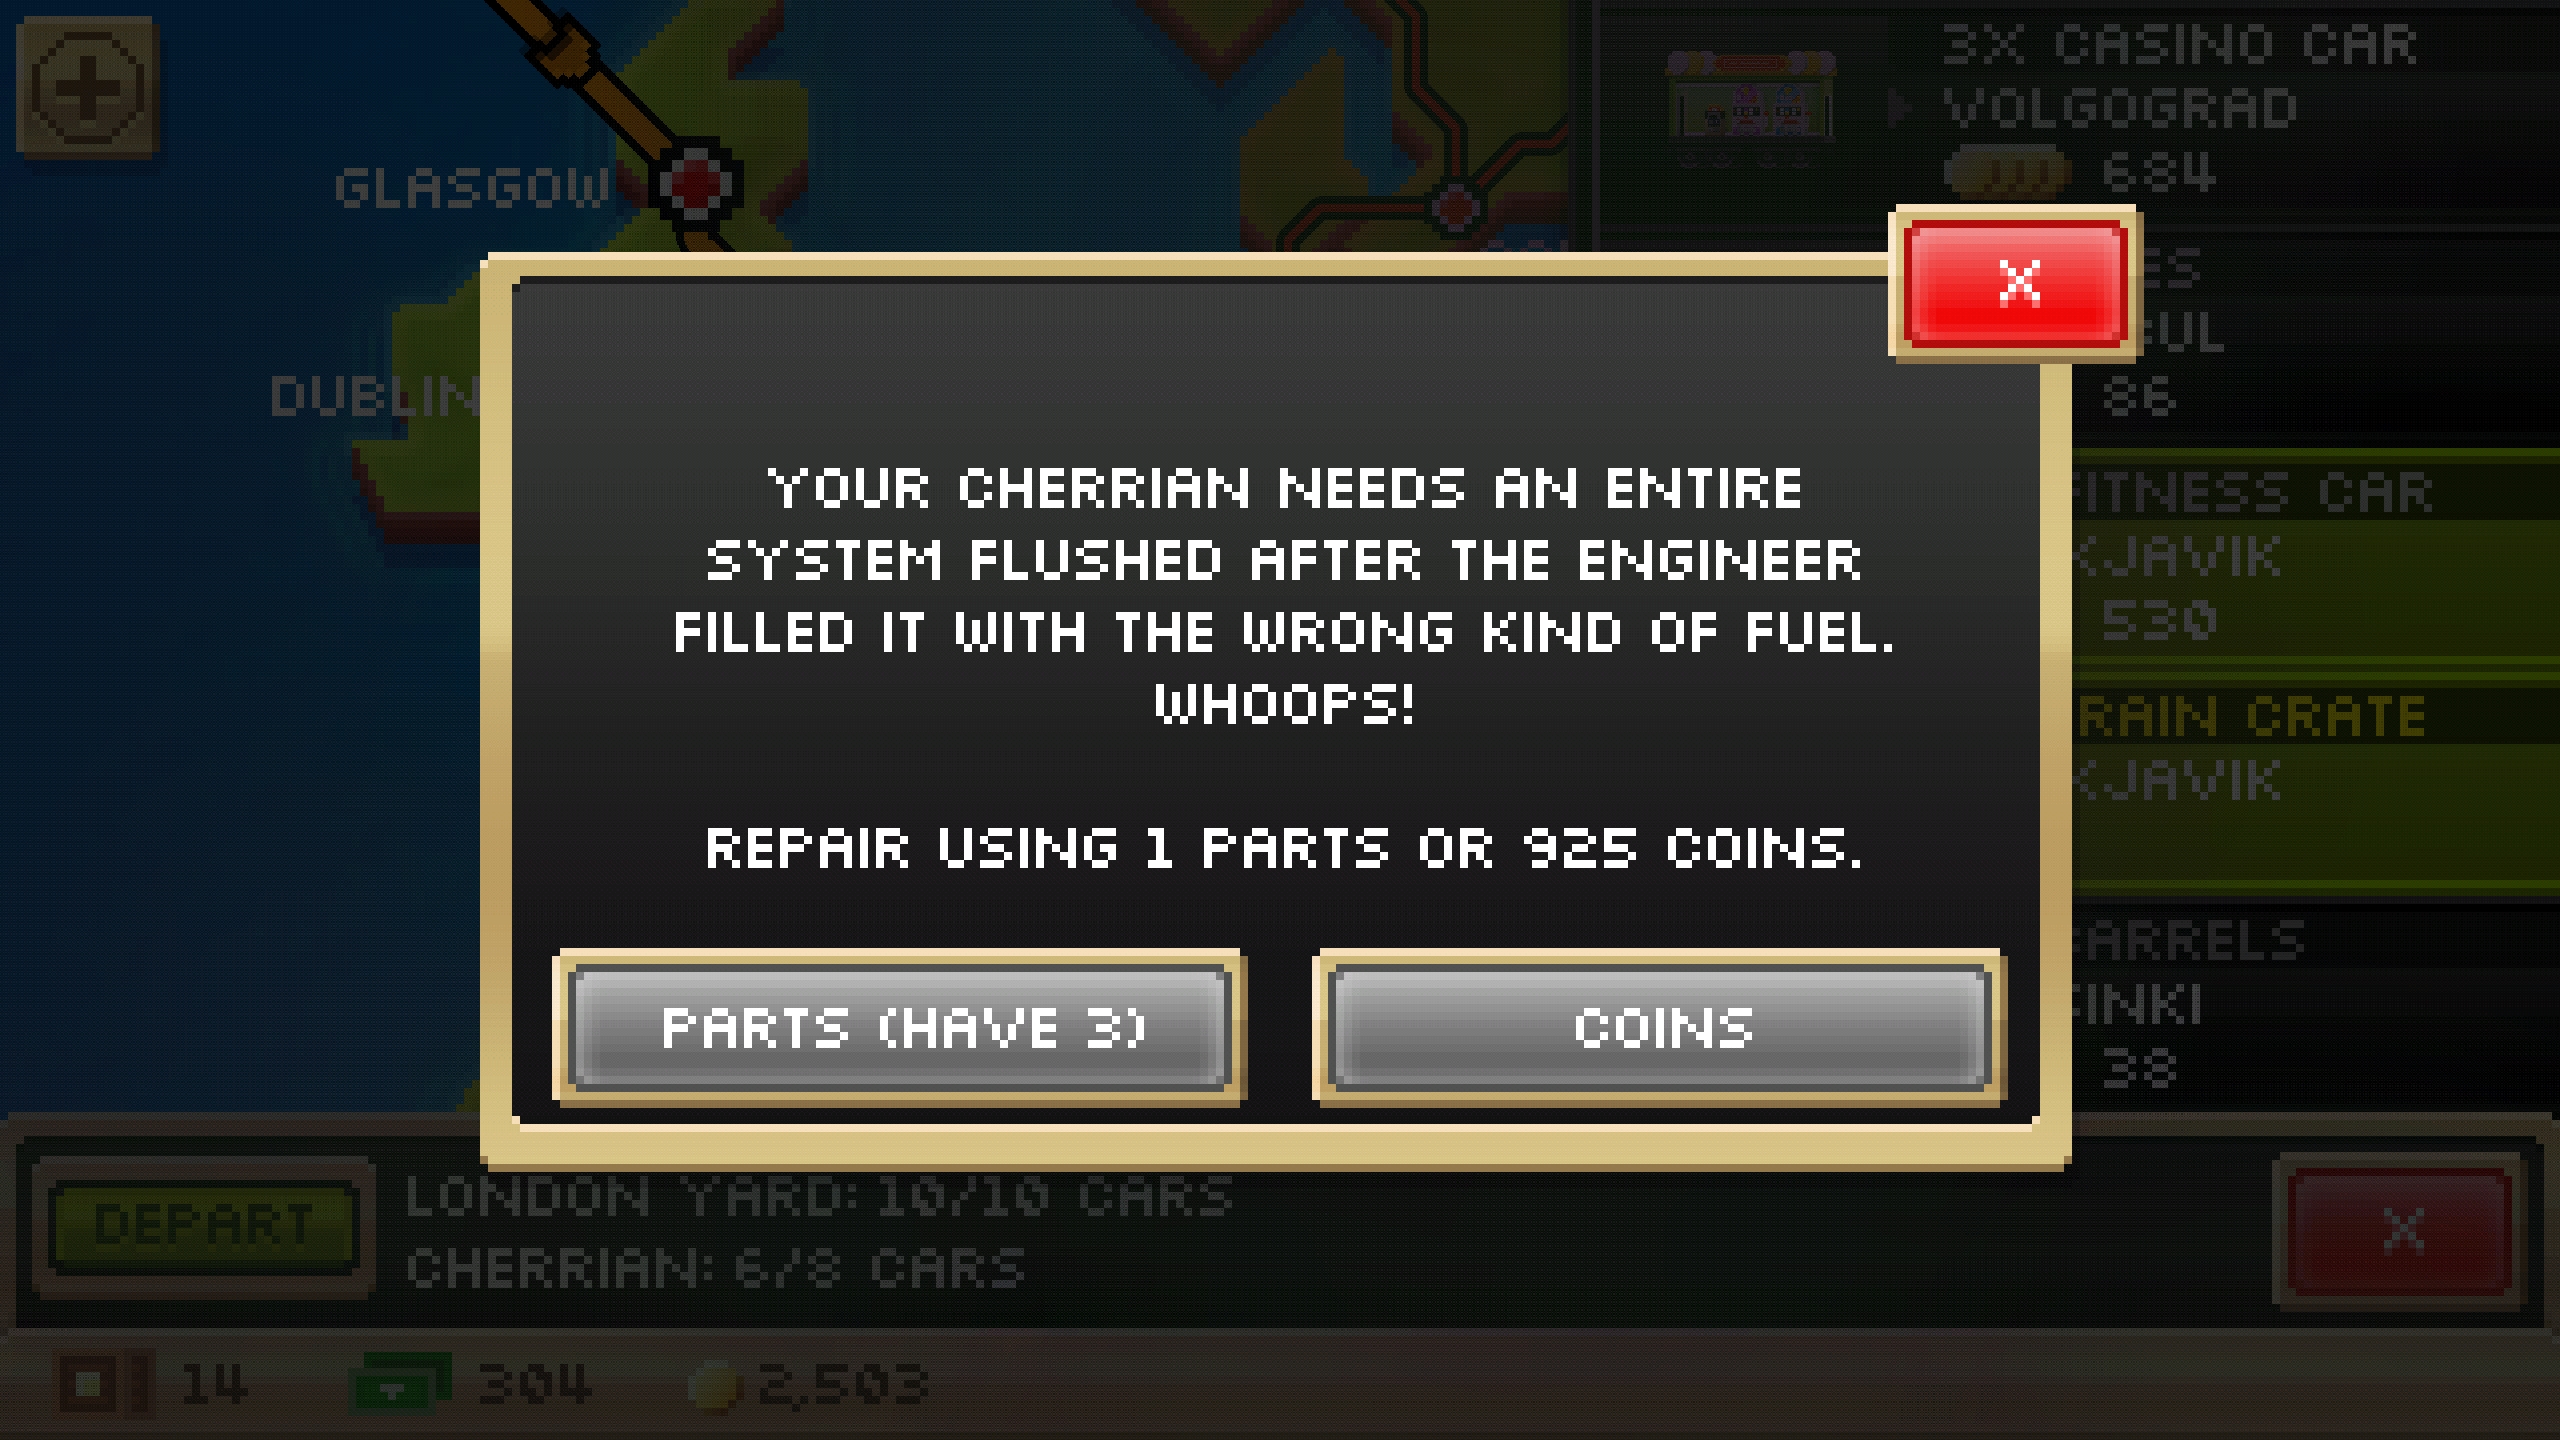 3X CASINO CAR
VOLGOGRAD
684
GLASGOW
X
DUBLIN
86
YOUR CHERRIAN NEEDS AN ENTIRE
SYSTEM FLUSHED AFTER THE ENGINEER
FILLED IT WITH THE WRONG KIND OF FUEL.
WHOOPS!
REPAIR USING 1 PARTS OR 925 COINS.
PARTS (HAVE 3)
COINS
CAR
530
CRATE
38
DEPART
LONDON YARD: 10/10 CARS
CHERRIAN: 6/8 CARS
X
14
304
2,503